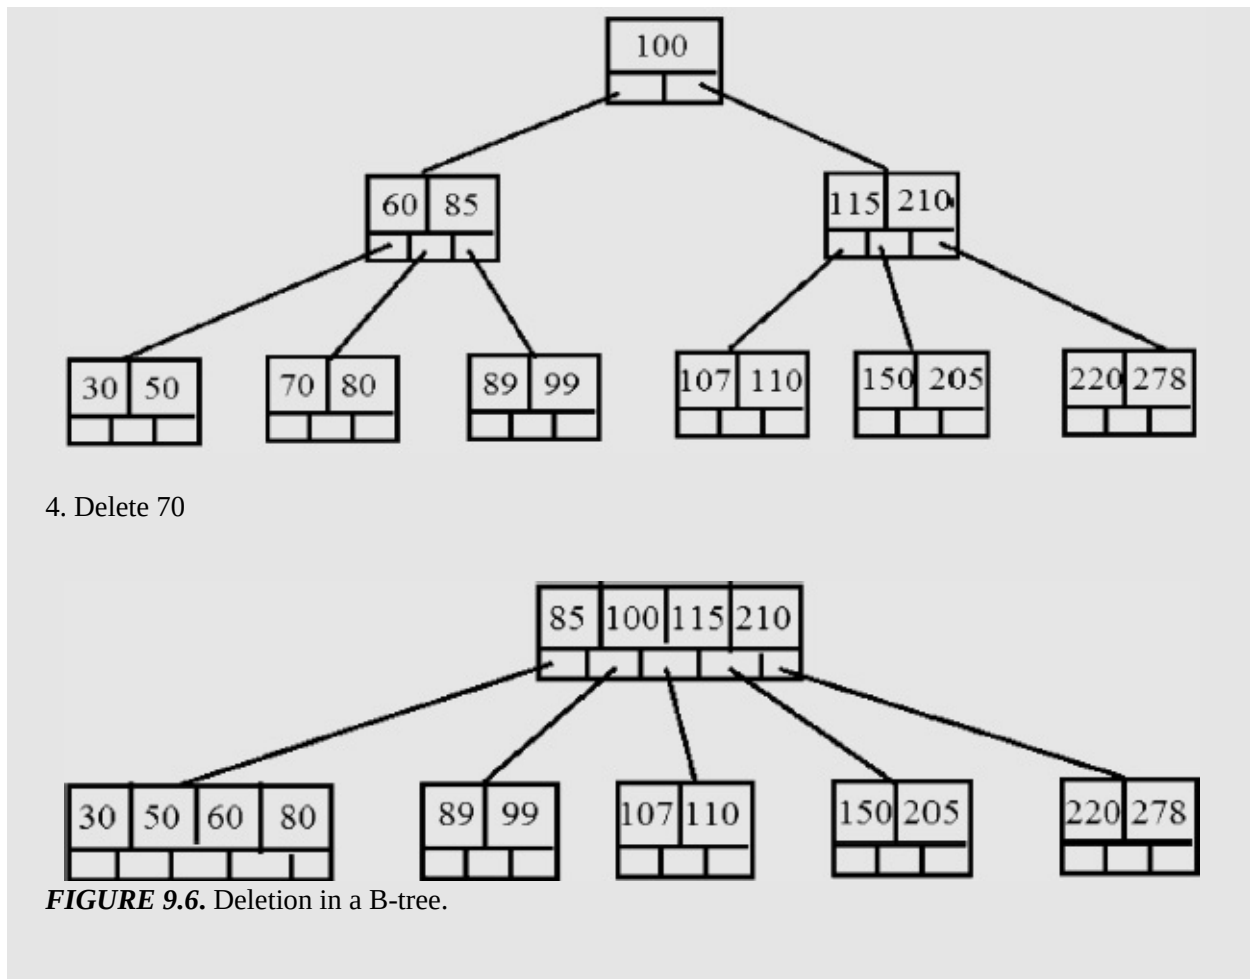 100
60 85 115 210
30 50 70 80 89 99 107 110 150 205 220 278
4. Delete 70
85 100 115 210
30 50 60 80 89 99 107 110 150 205 220 278
FIGURE 9.6. Deletion in a B-tree.